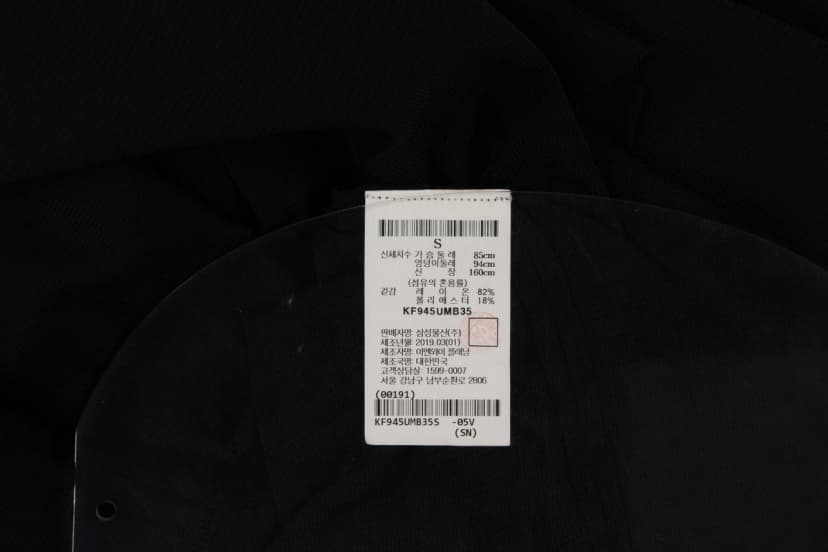 S
신체치수 가 슴 둘 레 85cm
엉덩이둘레 94cm
신 장 160cm
(섬유의 혼용률)
겉감 레 이 온 82%
폴 리 에 스 터 18%
KF945UMB35
판매자명: 삼성물산(주)
제조년월: 2019.03(01)
제조자명: 이엔와이 플래닝
제조국명: 대한민국
고객상담실: 1599-0007
서울 강남구 남부순환로 2806
(00191)
KF945UMB35S -05V
(SN)